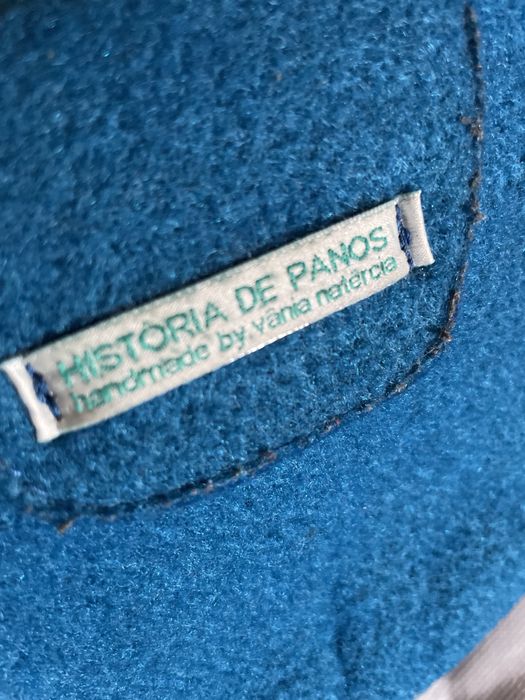 HISTÓRIA DE PANOS
handmade by vânia natércia